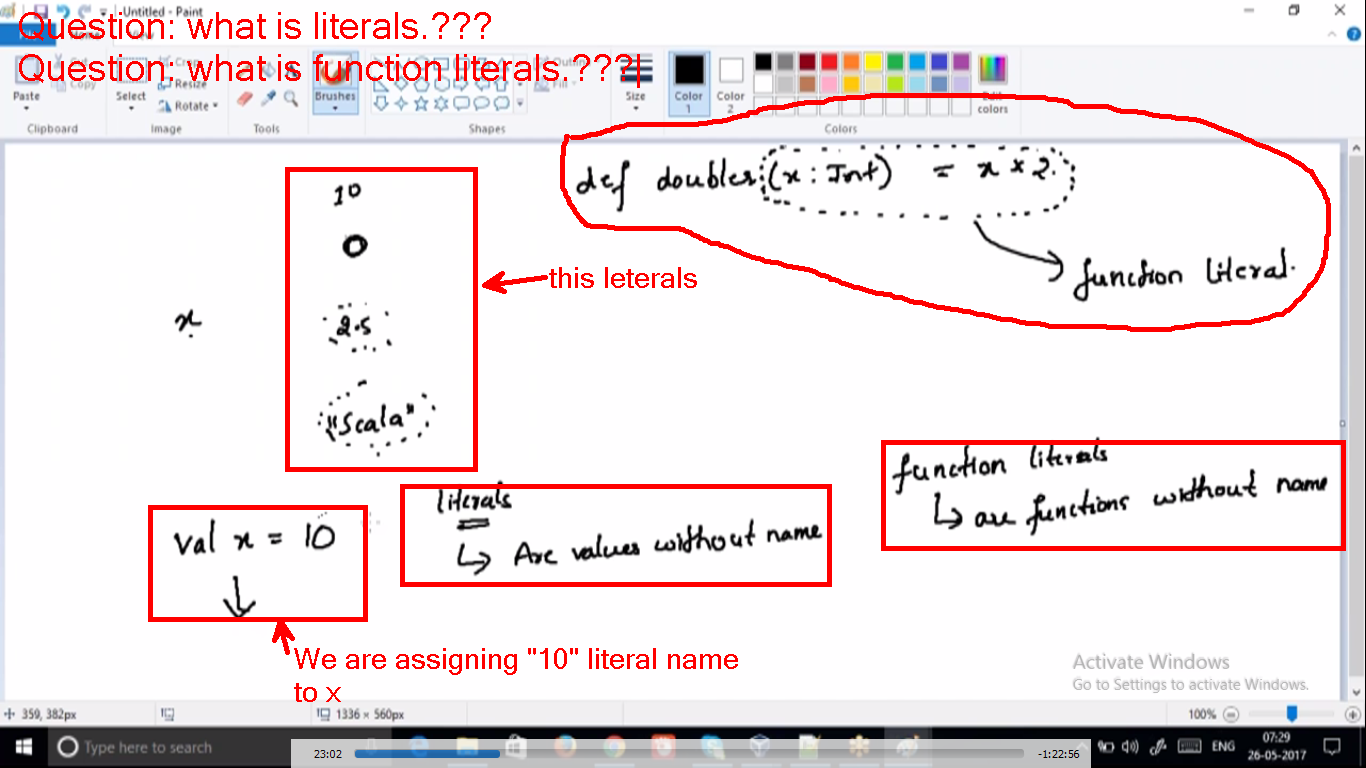 Untitled - Paint
Question: what is literals.???
Question: what is function literals.???
Paste
Copy
Select
Crop
Resize
Rotate
Brushes
Outline
Fill
Size
Color
1
Color
2
Edit
colors
Clipboard
Image
Tools
Shapes
Colors
def doubler (x: Int) = x * 2.
function literal.
10
0
this leterals
x
2.5
"Scala"
function literals
are functions without name
literals
Are values without name
val x = 10
We are assigning "10" literal name
to x
Activate Windows
Go to Settings to activate Windows.
359, 382px
1336 × 560px
100%
Type here to search
23:02
-1:22:56
ENG
07:29
26-05-2017